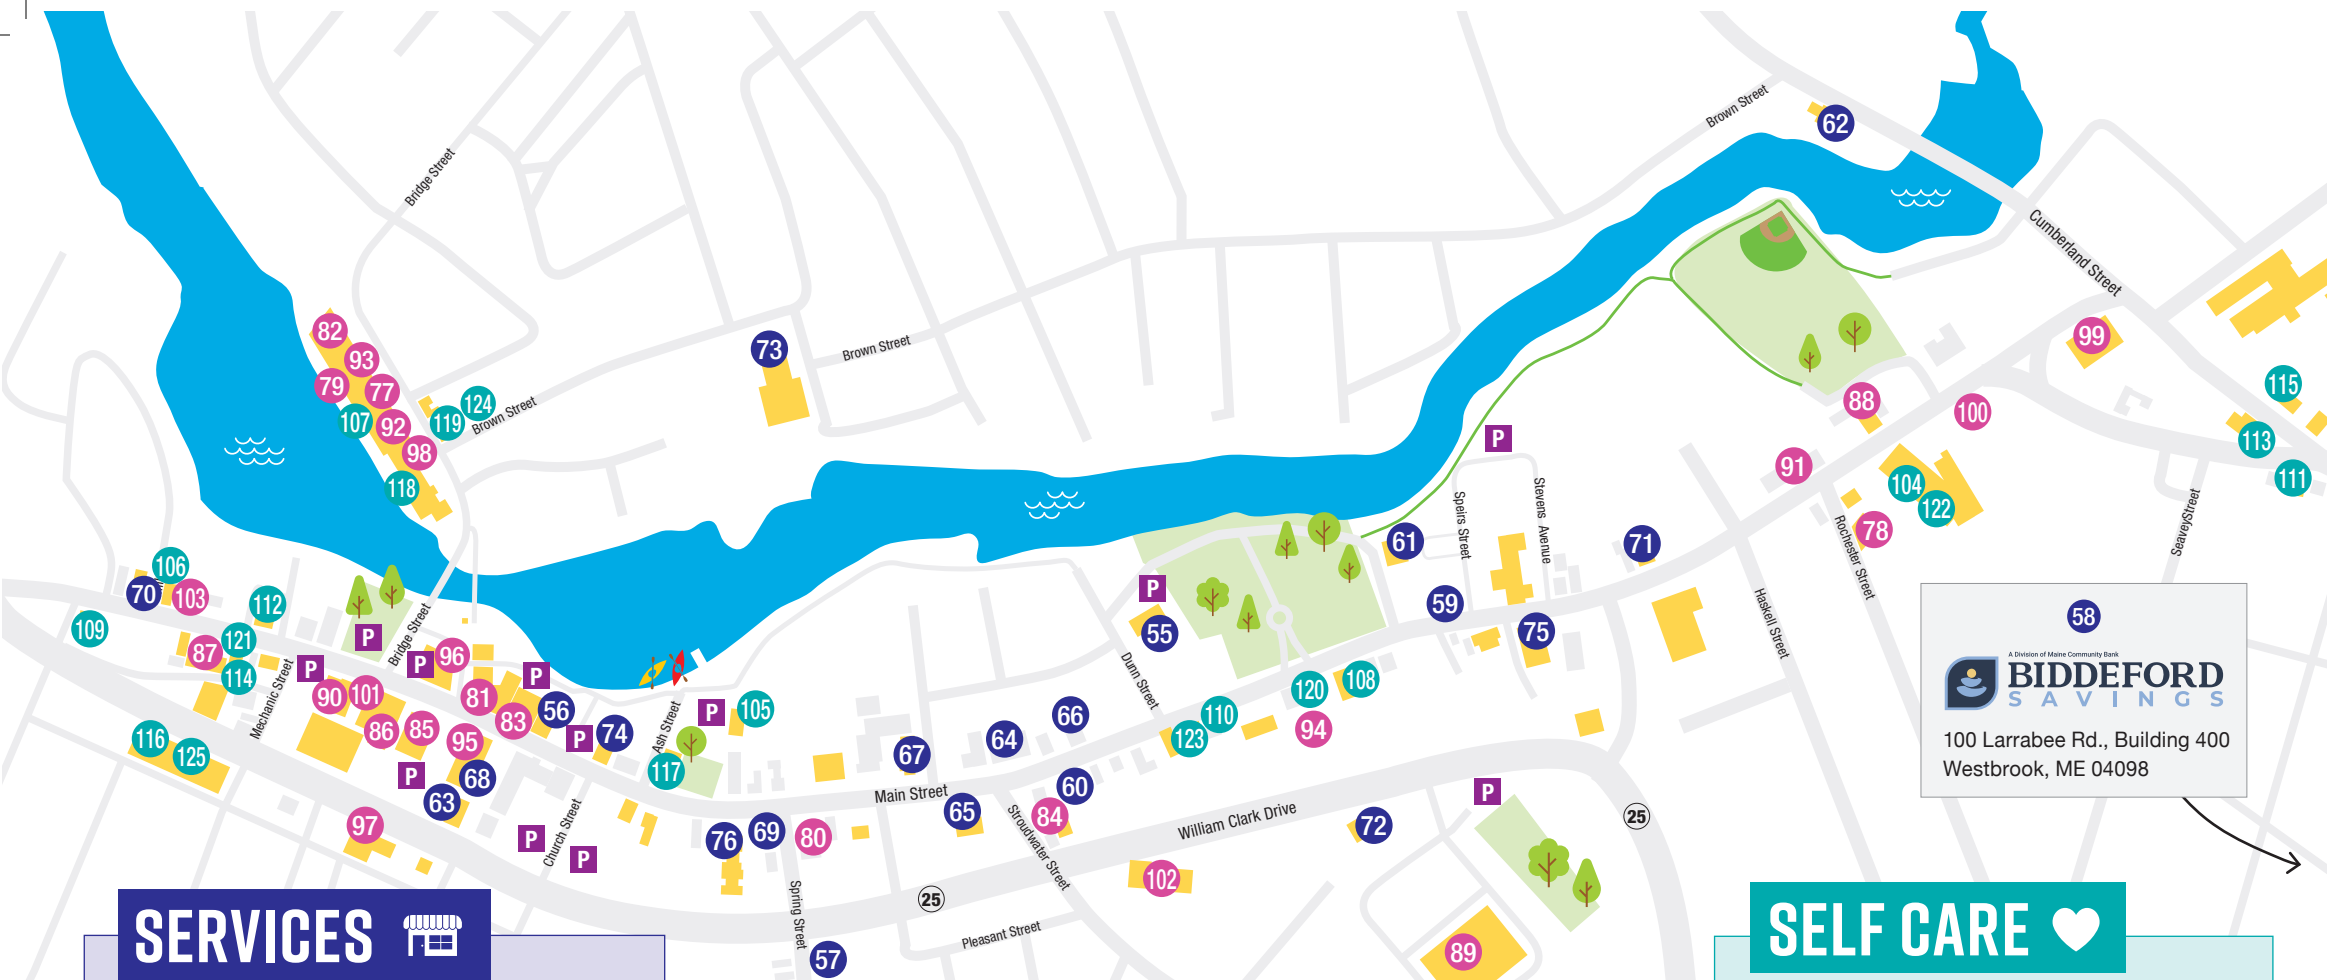 Brown Street
62
Bridge Street
Cumberland Street
82
93
79
77
107
92
98
118
124
119
Brown Street
73
Brown Street
99
115
113
111
88
100
91
104
122
78
P
Speirs Street
Stevens Avenue
61
71
59
75
Rochester Street
Haskell Street
Seavey Street
106
70
103
112
109
121
87
114
Mechanic Street
P
Bridge Street
P
P
96
P
90
101
81
83
56
86
85
95
P
74
Ash Street
P
105
117
116
125
P
68
63
97
P
Church Street
P
P
55
Dunn Street
120
108
110
123
94
66
64
67
Main Street
65
60
84
Stroudwater Street
76
69
80
Spring Street
57
25
Pleasant Street
William Clark Drive
102
72
P
25
89
58
A Division of Maine Community Bank
BIDDEFORD
SAVINGS
100 Larrabee Rd., Building 400
Westbrook, ME 04098
SERVICES
SELF CARE